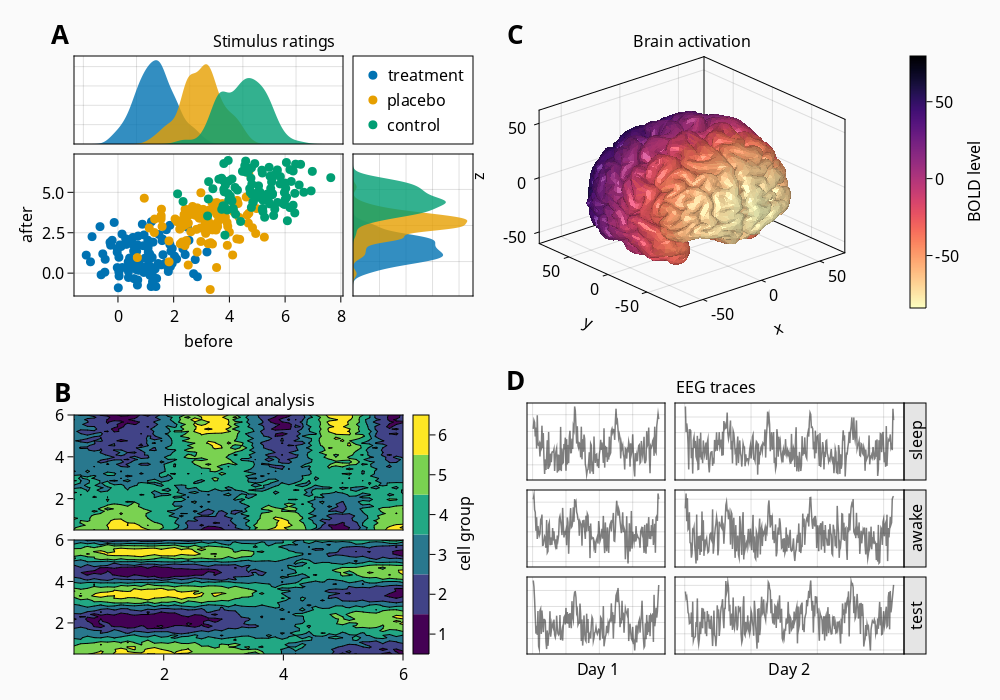 A
Stimulus ratings
treatment
placebo
control
after
5.0
2.5
0.0
0
2
4
6
8
before
C
Brain activation
z
50
0
-50
50
0
-50
y
-50
0
50
x
50
0
-50
BOLD level
B
Histological analysis
6
4
2
6
4
2
2
4
6
6
5
4
3
2
1
cell group
D
EEG traces
sleep
awake
test
Day 1
Day 2